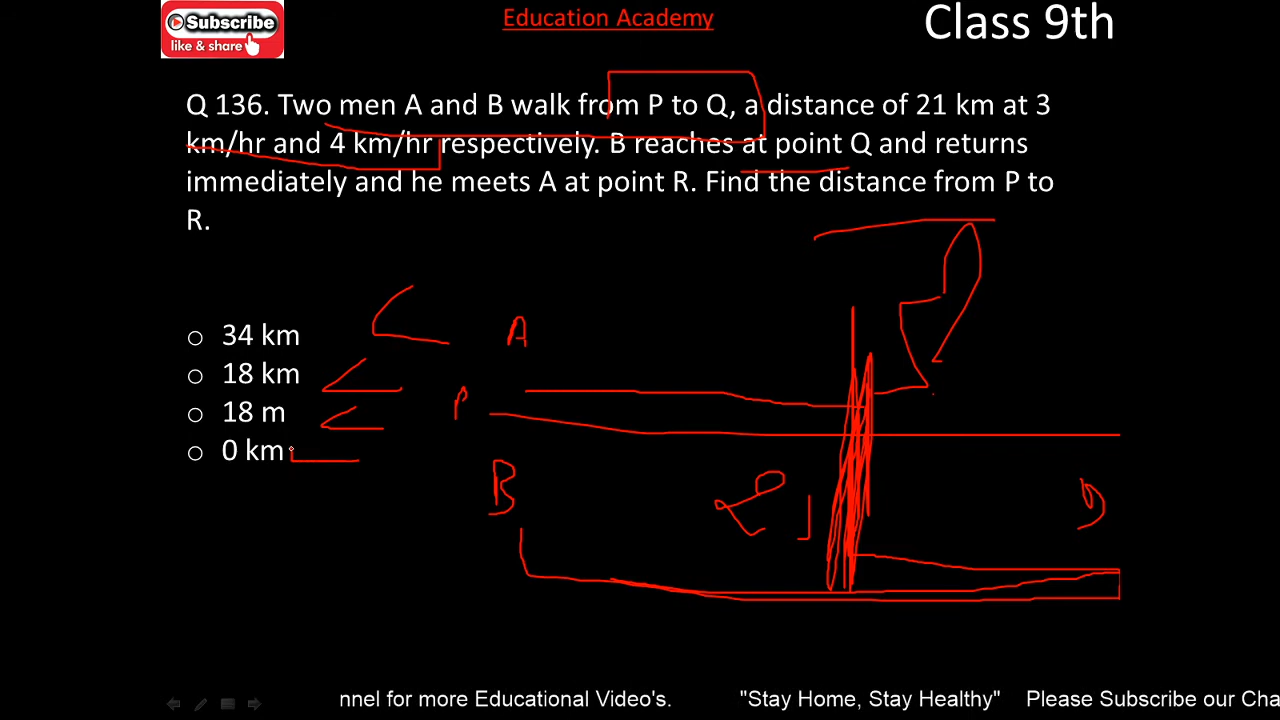 Subscribe
like & share
Education Academy
Class 9th
Q 136. Two men A and B walk from P to Q, a distance of 21 km at 3
km/hr and 4 km/hr respectively. B reaches at point Q and returns
immediately and he meets A at point R. Find the distance from P to
R.
34 km
18 km
18 m
0 km
A
P
B
21
nnel for more Educational Video's. "Stay Home, Stay Healthy" Please Subscribe our Cha